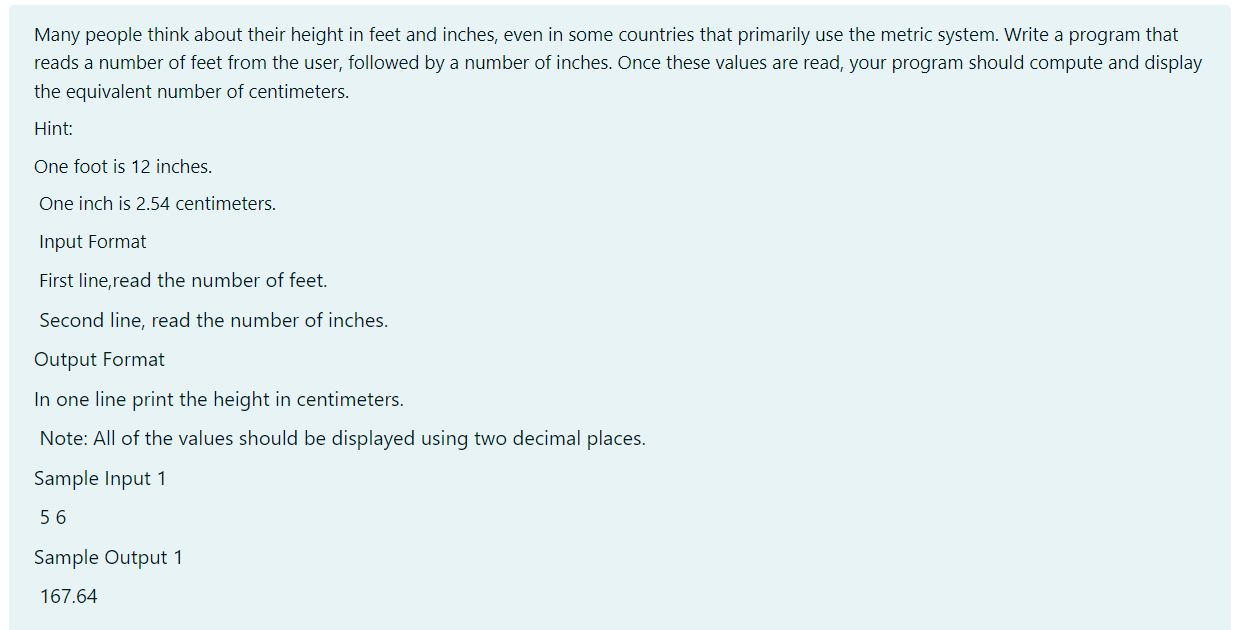 Many people think about their height in feet and inches, even in some countries that primarily use the metric system. Write a program that
reads a number of feet from the user, followed by a number of inches. Once these values are read, your program should compute and display
the equivalent number of centimeters.
Hint:
One foot is 12 inches.
One inch is 2.54 centimeters.
Input Format
First line,read the number of feet.
Second line, read the number of inches.
Output Format
In one line print the height in centimeters.
Note: All of the values should be displayed using two decimal places.
Sample Input 1
5 6
Sample Output 1
167.64